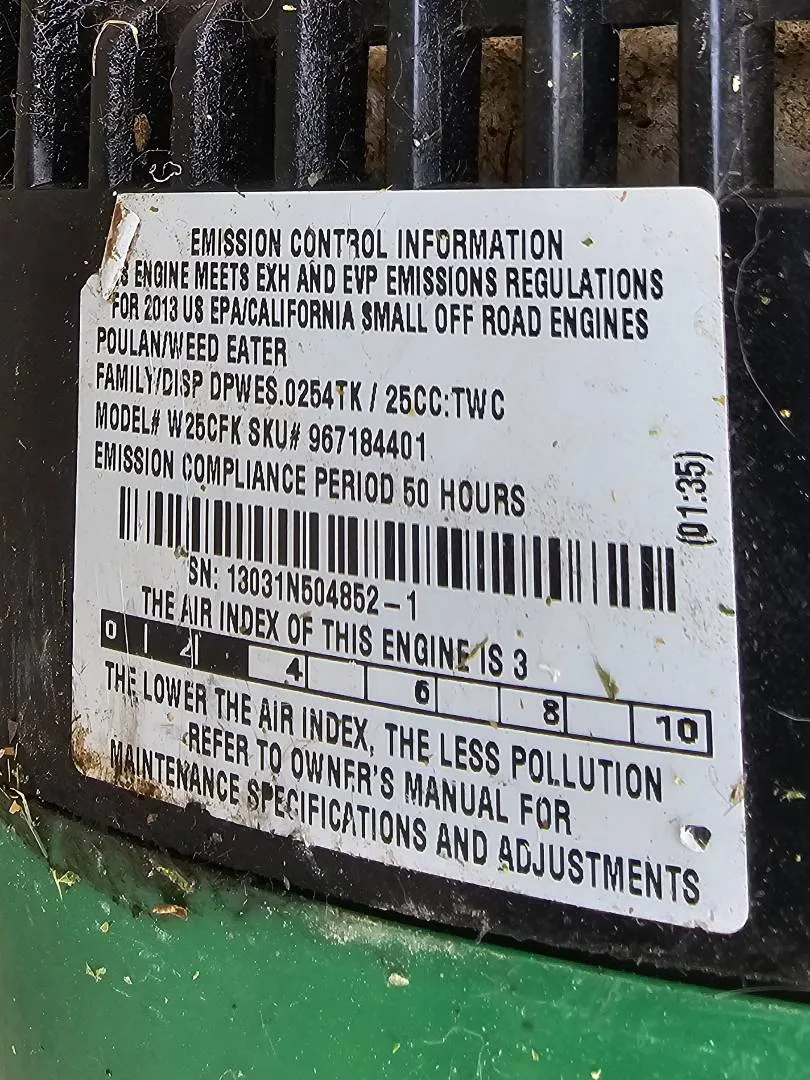 EMISSION CONTROL INFORMATION
S ENGINE MEETS EXH AND EVP EMISSIONS REGULATIONS
FOR 2013 US EPA/CALIFORNIA SMALL OFF ROAD ENGINES
POULAN/WEED EATER
FAMILY/DISP DPWES.0254TK / 25CC:TWC
MODEL# W25CFK SKU# 967184401
EMISSION COMPLIANCE PERIOD 50 HOURS
(01.35)
SN: 13031N504852-1
THE AIR INDEX OF THIS ENGINE IS 3
0 2 4 6 8 10
THE LOWER THE AIR INDEX, THE LESS POLLUTION
REFER TO OWNER'S MANUAL FOR
MAINTENANCE SPECIFICATIONS AND ADJUSTMENTS